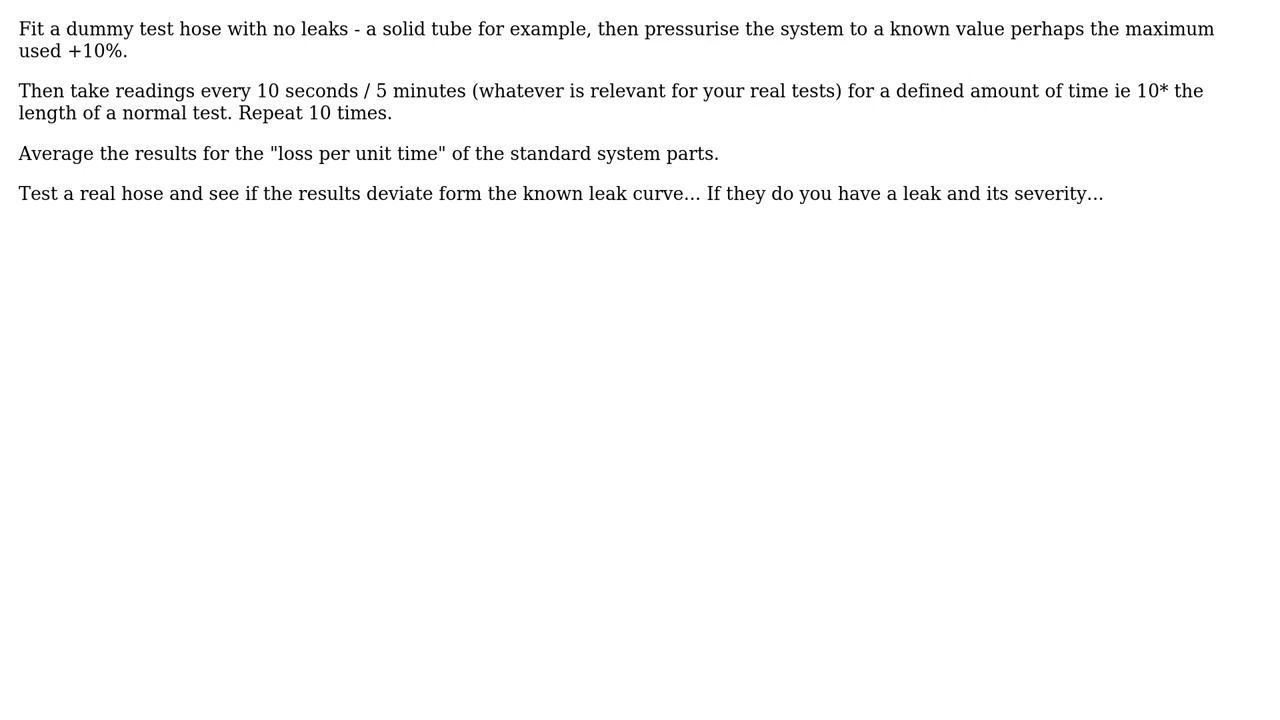 Fit a dummy test hose with no leaks - a solid tube for example, then pressurise the system to a known value perhaps the maximum
used +10%.
Then take readings every 10 seconds / 5 minutes (whatever is relevant for your real tests) for a defined amount of time ie 10* the
length of a normal test. Repeat 10 times.
Average the results for the "loss per unit time" of the standard system parts.
Test a real hose and see if the results deviate form the known leak curve... If they do you have a leak and its severity...